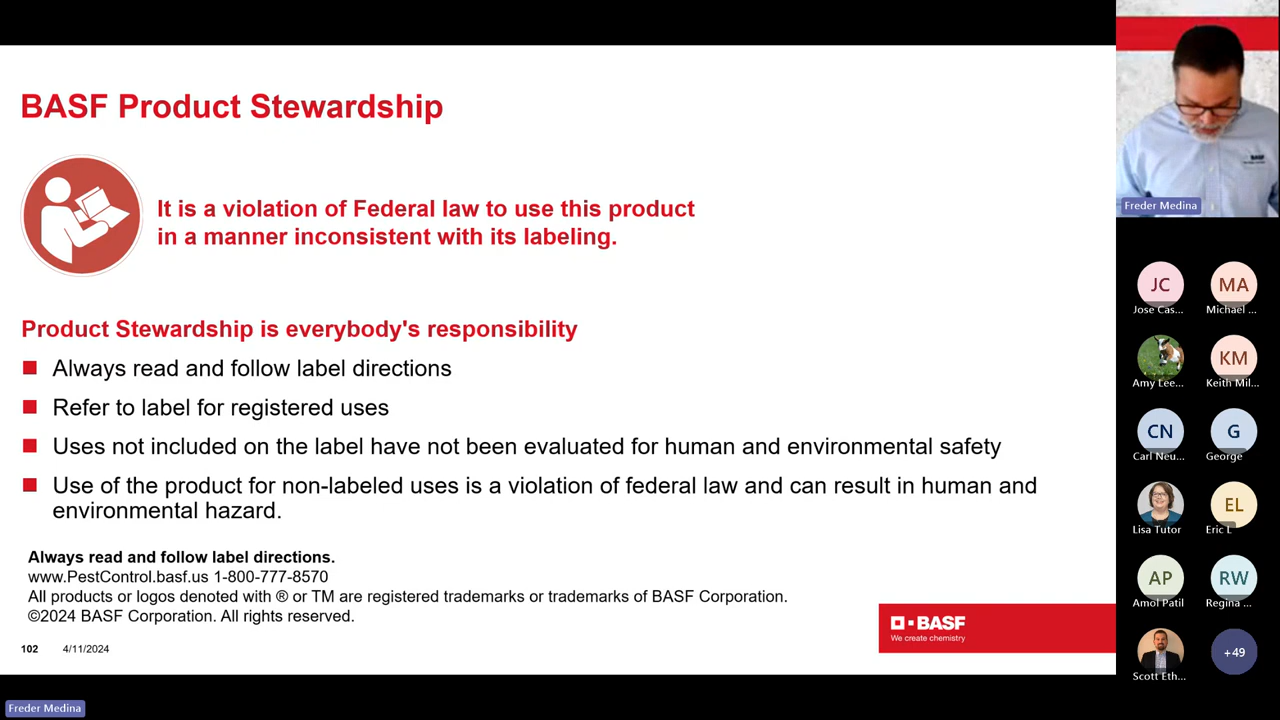 BASF Product Stewardship
It is a violation of Federal law to use this product
in a manner inconsistent with its labeling.
Product Stewardship is everybody's responsibility
Always read and follow label directions
Refer to label for registered uses
Uses not included on the label have not been evaluated for human and environmental safety
Use of the product for non-labeled uses is a violation of federal law and can result in human and
environmental hazard.
Always read and follow label directions.
www.PestControl.basf.us 1-800-777-8570
All products or logos denoted with ® or TM are registered trademarks or trademarks of BASF Corporation.
©2024 BASF Corporation. All rights reserved.
102 4/11/2024
BASF
We create chemistry
Freder Medina
BASF
Freder Medina
JC MA
Jose Cas... Michael ...
KM
Amy Lee... Keith Mil...
CN G
Carl Neu... George
EL
Lisa Tutor Eric L
AP RW
Amol Patil Regina ...
+49
Scott Eth...